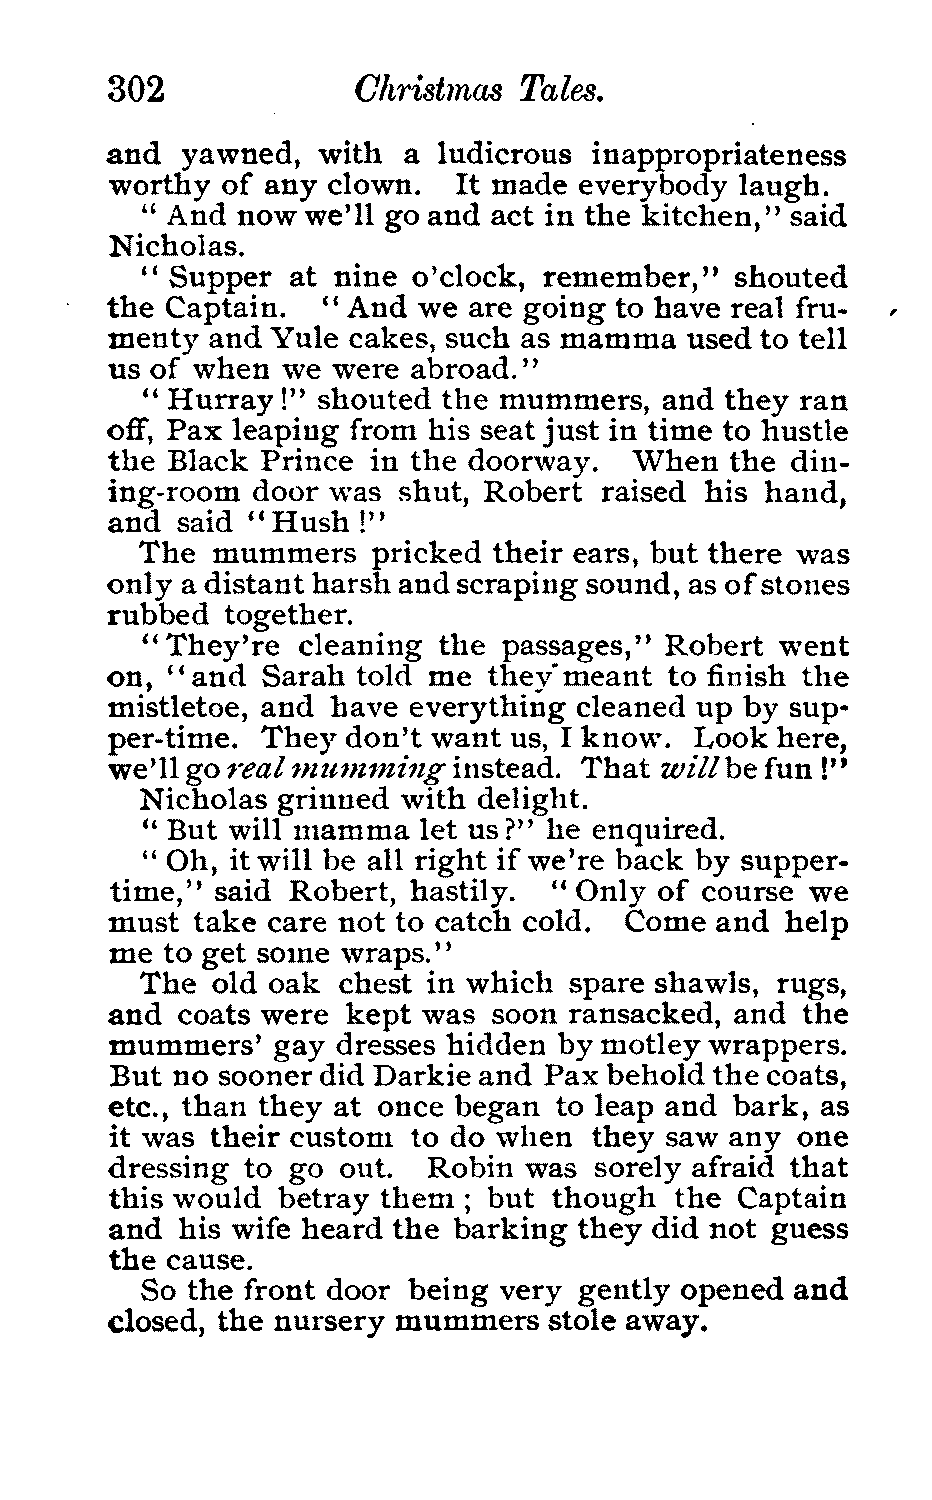 302 Christmas Tales.
and yawned, with a ludicrous inappropriateness
worthy of any clown. It made everybody laugh.
" And now we'll go and act in the kitchen," said
Nicholas.
" Supper at nine o'clock, remember," shouted
the Captain. " And we are going to have real fru-
menty and Yule cakes, such as mamma used to tell
us of when we were abroad."
" Hurray !" shouted the mummers, and they ran
off, Pax leaping from his seat just in time to hustle
the Black Prince in the doorway. When the din-
ing-room door was shut, Robert raised his hand,
and said "Hush !"
The mummers pricked their ears, but there was
only a distant harsh and scraping sound, as of stones
rubbed together.
"They're cleaning the passages," Robert went
on, "and Sarah told me they meant to finish the
mistletoe, and have everything cleaned up by sup-
per-time. They don't want us, I know. Look here,
we'll go real mumming instead. That will be fun !"
Nicholas grinned with delight.
" But will mamma let us?" he enquired.
" Oh, it will be all right if we're back by supper-
time," said Robert, hastily. " Only of course we
must take care not to catch cold. Come and help
me to get some wraps."
The old oak chest in which spare shawls, rugs,
and coats were kept was soon ransacked, and the
mummers' gay dresses hidden by motley wrappers.
But no sooner did Darkie and Pax behold the coats,
etc., than they at once began to leap and bark, as
it was their custom to do when they saw any one
dressing to go out. Robin was sorely afraid that
this would betray them ; but though the Captain
and his wife heard the barking they did not guess
the cause.
So the front door being very gently opened and
closed, the nursery mummers stole away.